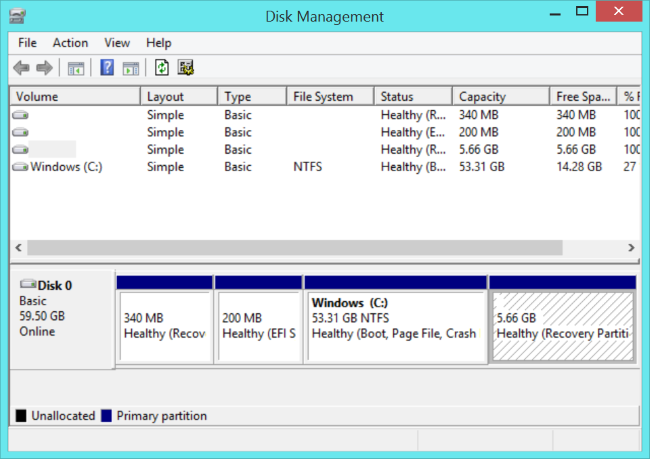 Disk Management
File Action View Help
Volume Layout Type File System Status Capacity Free Spa... % F
Simple Basic Healthy (R... 340 MB 340 MB 100
Simple Basic Healthy (E... 200 MB 200 MB 100
Simple Basic Healthy (R... 5.66 GB 5.66 GB 100
Windows (C:) Simple Basic NTFS Healthy (B... 53.31 GB 14.28 GB 27
Disk 0
Basic
59.50 GB
Online
340 MB
Healthy (Recov
200 MB
Healthy (EFI S
Windows (C:)
53.31 GB NTFS
Healthy (Boot, Page File, Crash
5.66 GB
Healthy (Recovery Partiti
Unallocated Primary partition